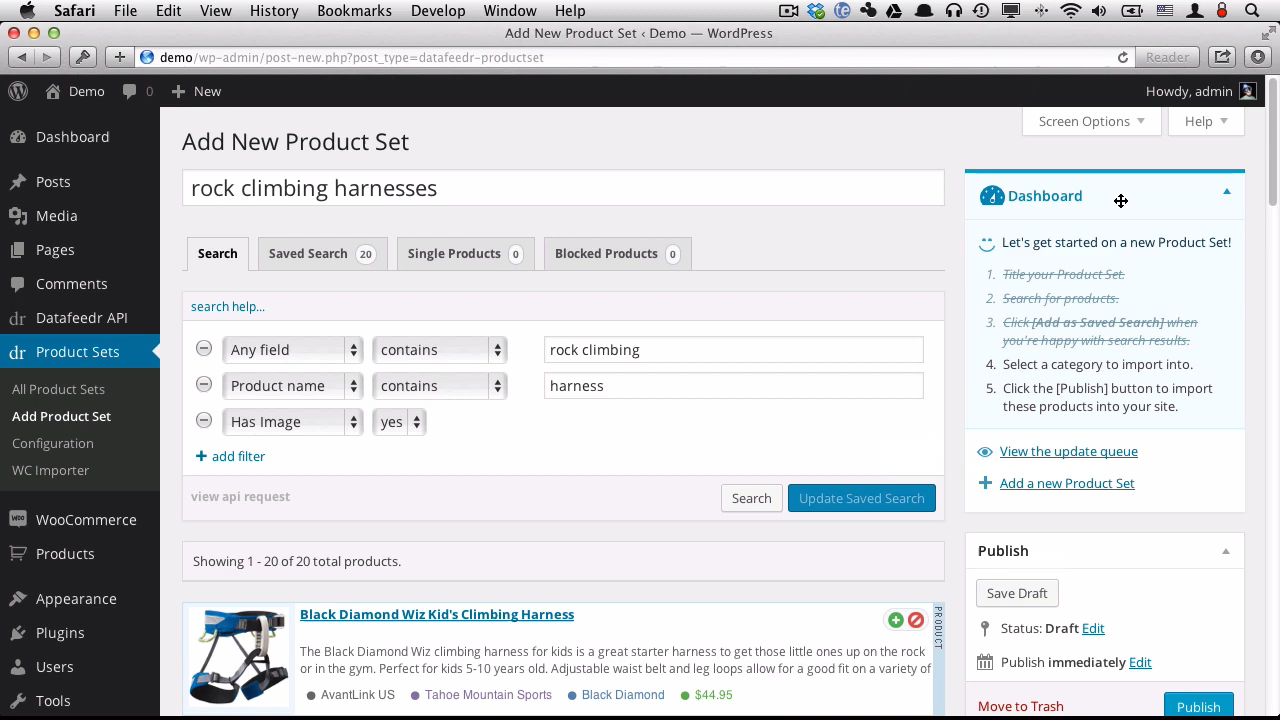 Safari File Edit View History Bookmarks Develop Window Help
Add New Product Set ‹ Demo — WordPress
demo/wp-admin/post-new.php?post_type=datafeedr-productset
Reader
Demo 0 New
Howdy, admin
Dashboard
Posts
Media
Pages
Comments
dr Datafeedr API
dr Product Sets
All Product Sets
Add Product Set
Configuration
WC Importer
WooCommerce
Products
Appearance
Plugins
Users
Tools
Screen Options
Help
Add New Product Set
rock climbing harnesses
Search
Saved Search 20
Single Products 0
Blocked Products 0
search help...
Any field contains rock climbing
Product name contains harness
Has Image yes
+ add filter
view api request
Search
Update Saved Search
Showing 1 - 20 of 20 total products.
Black Diamond Wiz Kid's Climbing Harness
PRODUCT
The Black Diamond Wiz climbing harness for kids is a great starter harness to get those little ones up on the rock
or in the gym. Perfect for kids 5-10 years old. Adjustable waist belt and leg loops allow for a good fit on a variety of
AvantLink US Tahoe Mountain Sports Black Diamond $44.95
Dashboard
Let's get started on a new Product Set!
1. Title your Product Set.
2. Search for products.
3. Click [Add as Saved Search] when
you're happy with search results.
4. Select a category to import into.
5. Click the [Publish] button to import
these products into your site.
View the update queue
Add a new Product Set
Publish
Save Draft
Status: Draft Edit
Publish immediately Edit
Move to Trash
Publish